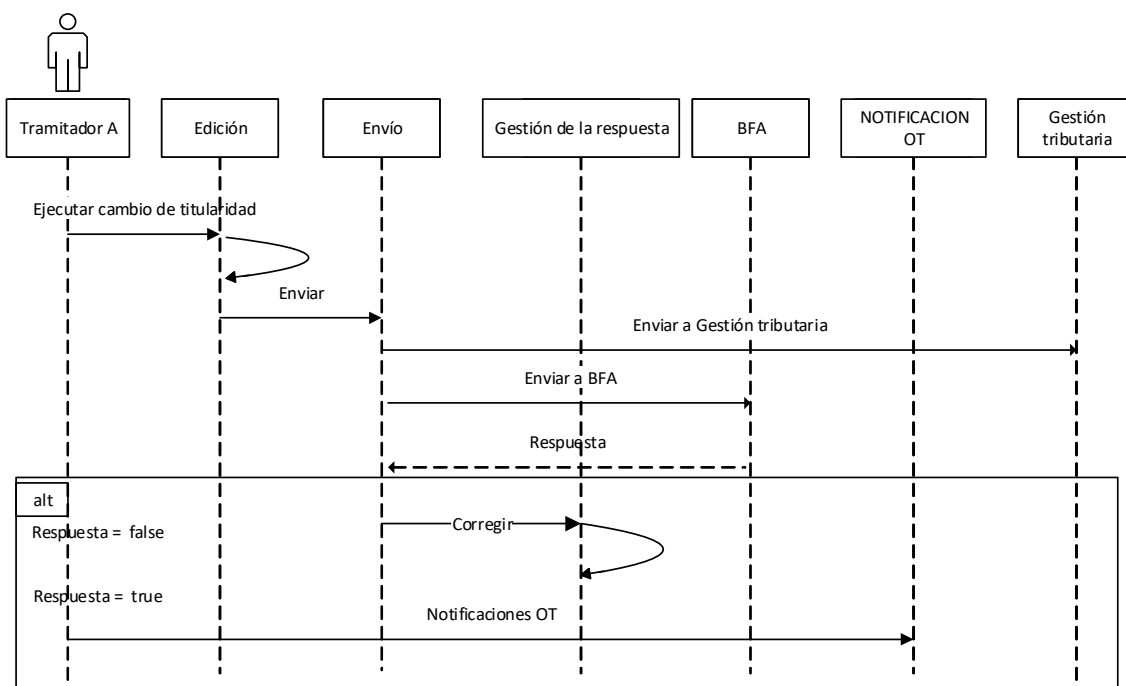 Tramitador A
Edición
Envío
Gestión de la respuesta
BFA
NOTIFICACION
OT
Gestión
tributaria
Ejecutar cambio de titularidad
Enviar
Enviar a Gestión tributaria
Enviar a BFA
Respuesta
alt
Respuesta = false
Corregir
Respuesta = true
Notificaciones OT